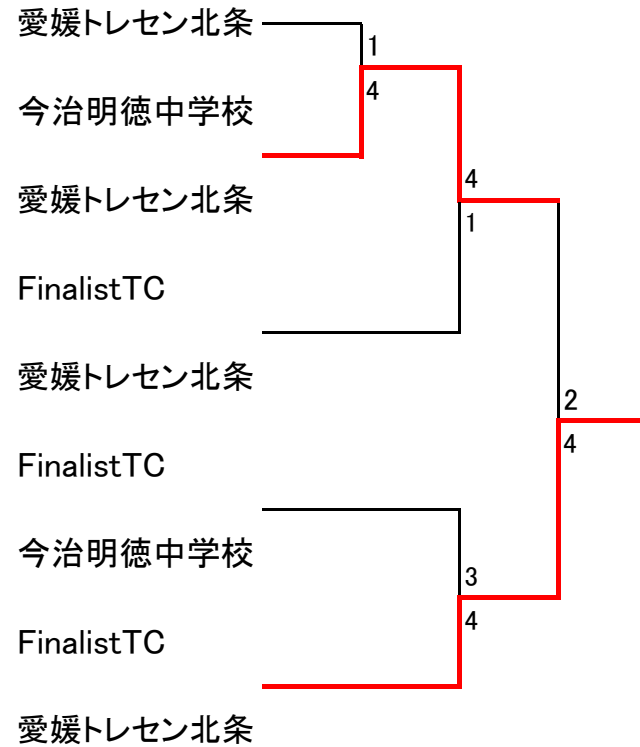 愛媛トレセン北条
1
4
今治明徳中学校
4
愛媛トレセン北条
1
FinalistTC
愛媛トレセン北条
2
4
FinalistTC
今治明徳中学校
3
4
FinalistTC
愛媛トレセン北条